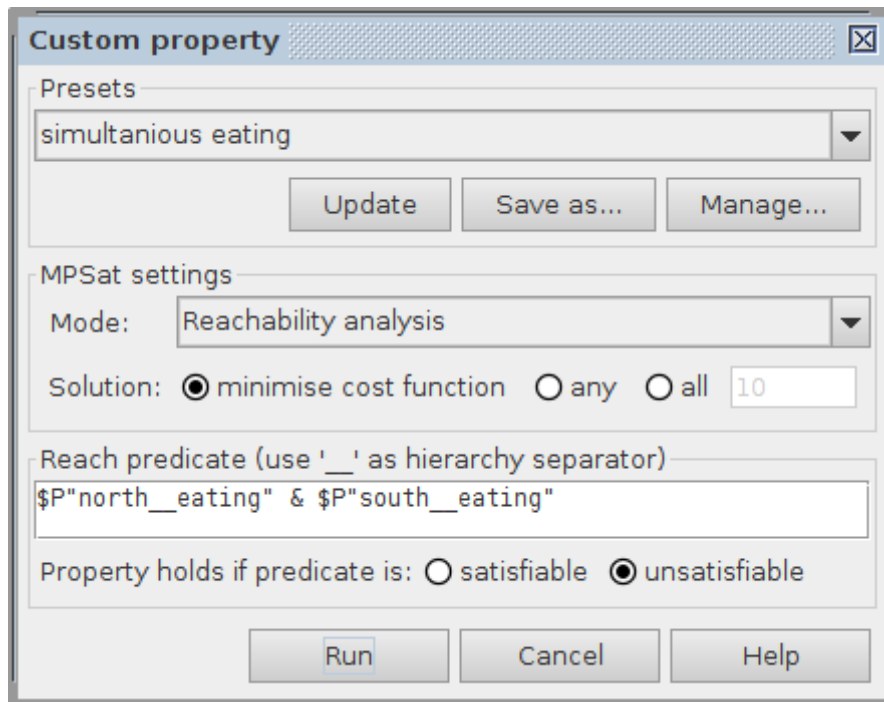 Custom property
Presets
simultanious eating
Update Save as... Manage...
MPSat settings
Mode: Reachability analysis
Solution: minimise cost function any all 10
Reach predicate (use '__' as hierarchy separator)
$P"north__eating" & $P"south__eating"
Property holds if predicate is: satisfiable unsatisfiable
Run Cancel Help